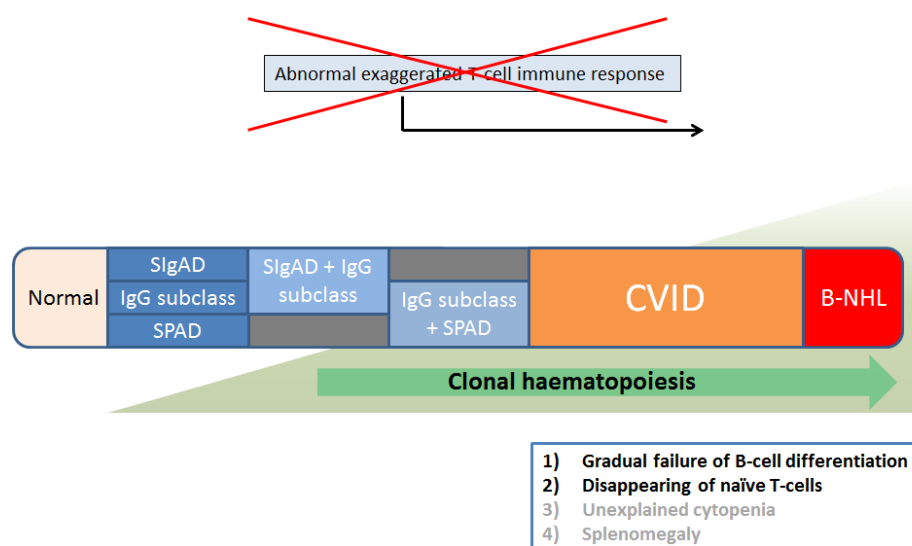 Abnormal exaggerated T cell immune response
Normal
SIgAD
IgG subclass
SPAD
SIgAD + IgG
subclass
IgG subclass
+ SPAD
CVID
B-NHL
Clonal haematopoiesis
1) Gradual failure of B-cell differentiation
2) Disappearing of naïve T-cells
3) Unexplained cytopenia
4) Splenomegaly